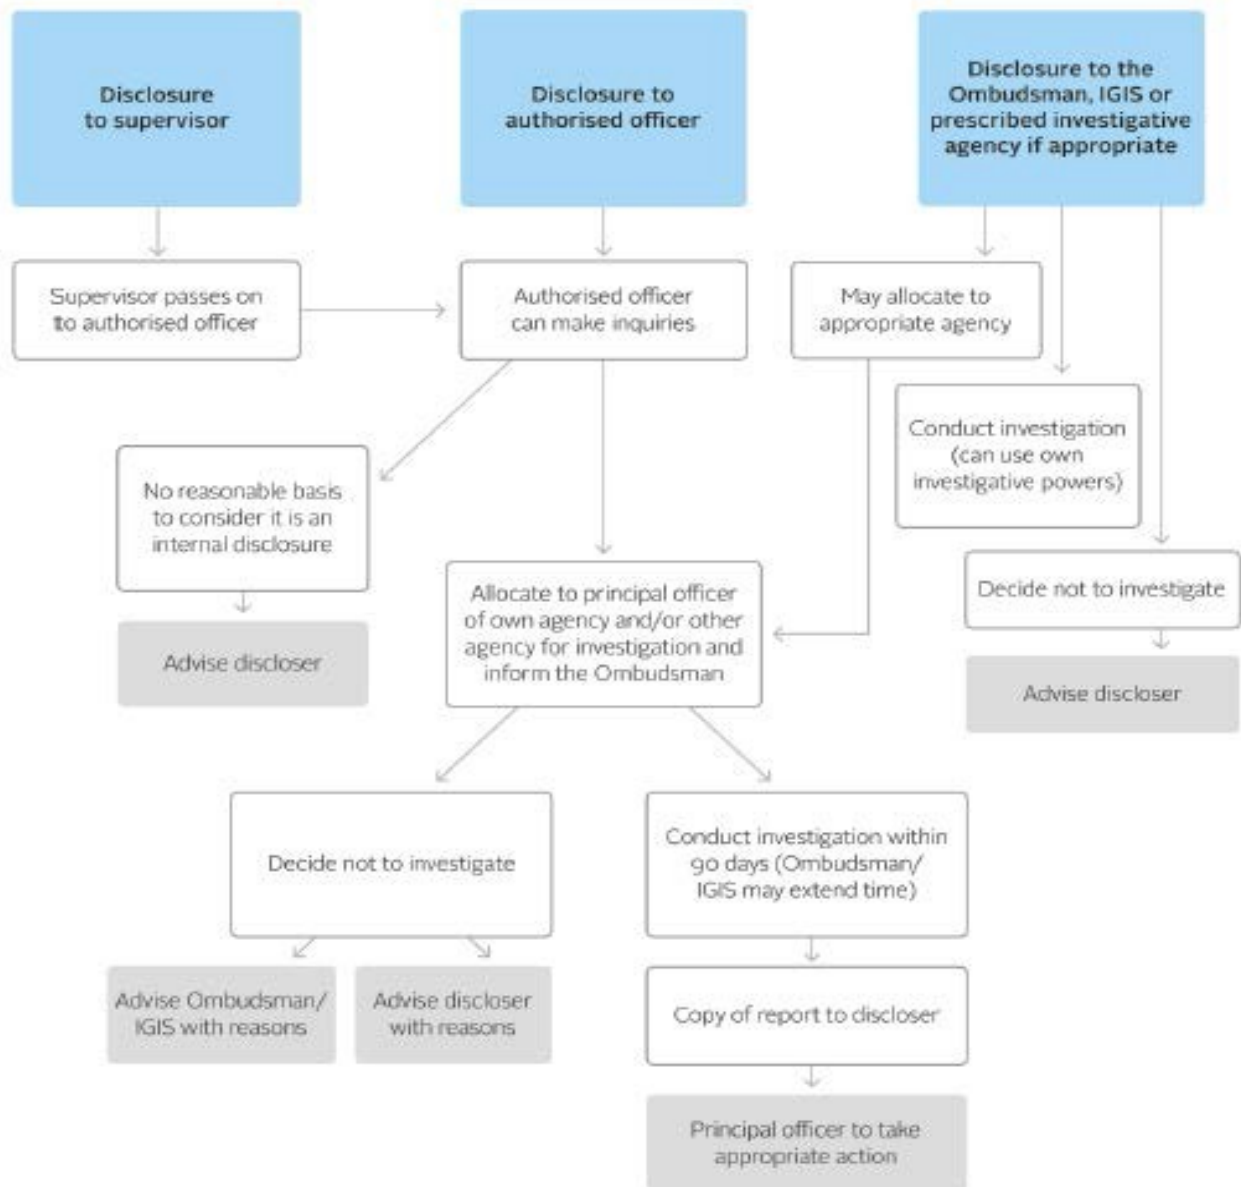 Disclosure
to supervisor
Disclosure to
authorised officer
Disclosure to the
Ombudsman, IGIS or
prescribed investigative
agency if appropriate
Supervisor passes on
to authorised officer
Authorised officer
can make inquiries
May allocate to
appropriate agency
Conduct investigation
(can use own
investigative powers)
No reasonable basis
to consider it is an
internal disclosure
Decide not to investigate
Allocate to principal officer
of own agency and/or other
agency for investigation and
inform the Ombudsman
Advise discloser
Advise discloser
Decide not to investigate
Conduct investigation within
90 days (Ombudsman/
IGIS may extend time)
Advise Ombudsman/
IGIS with reasons
Advise discloser
with reasons
Copy of report to discloser
Principal officer to take
appropriate action